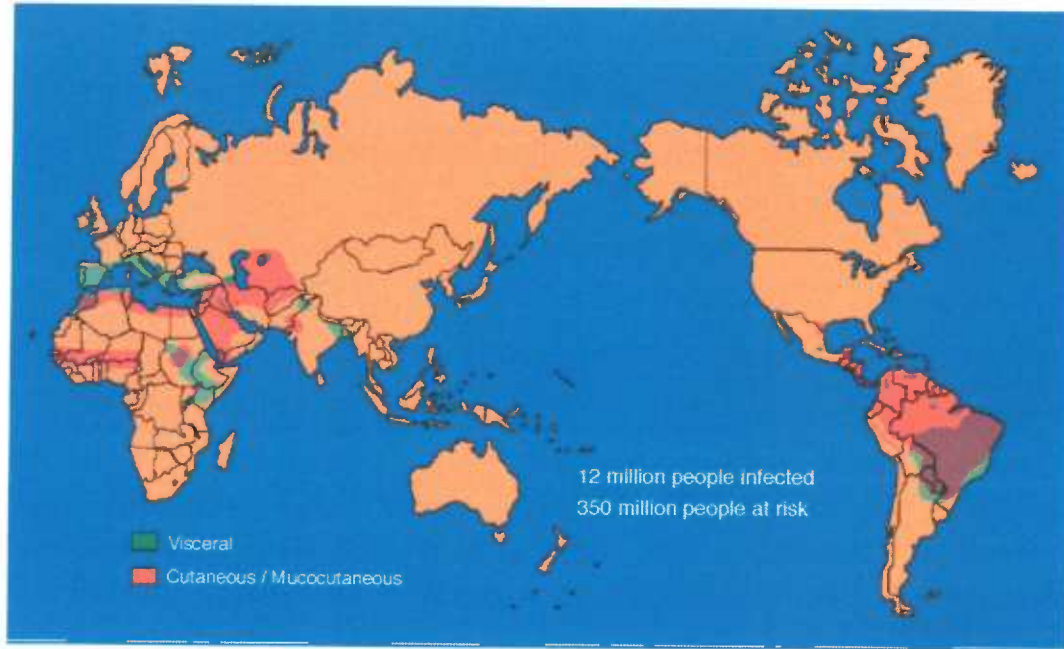 12 million people infected
350 million people at risk
Visceral
Cutaneous / Mucocutaneous